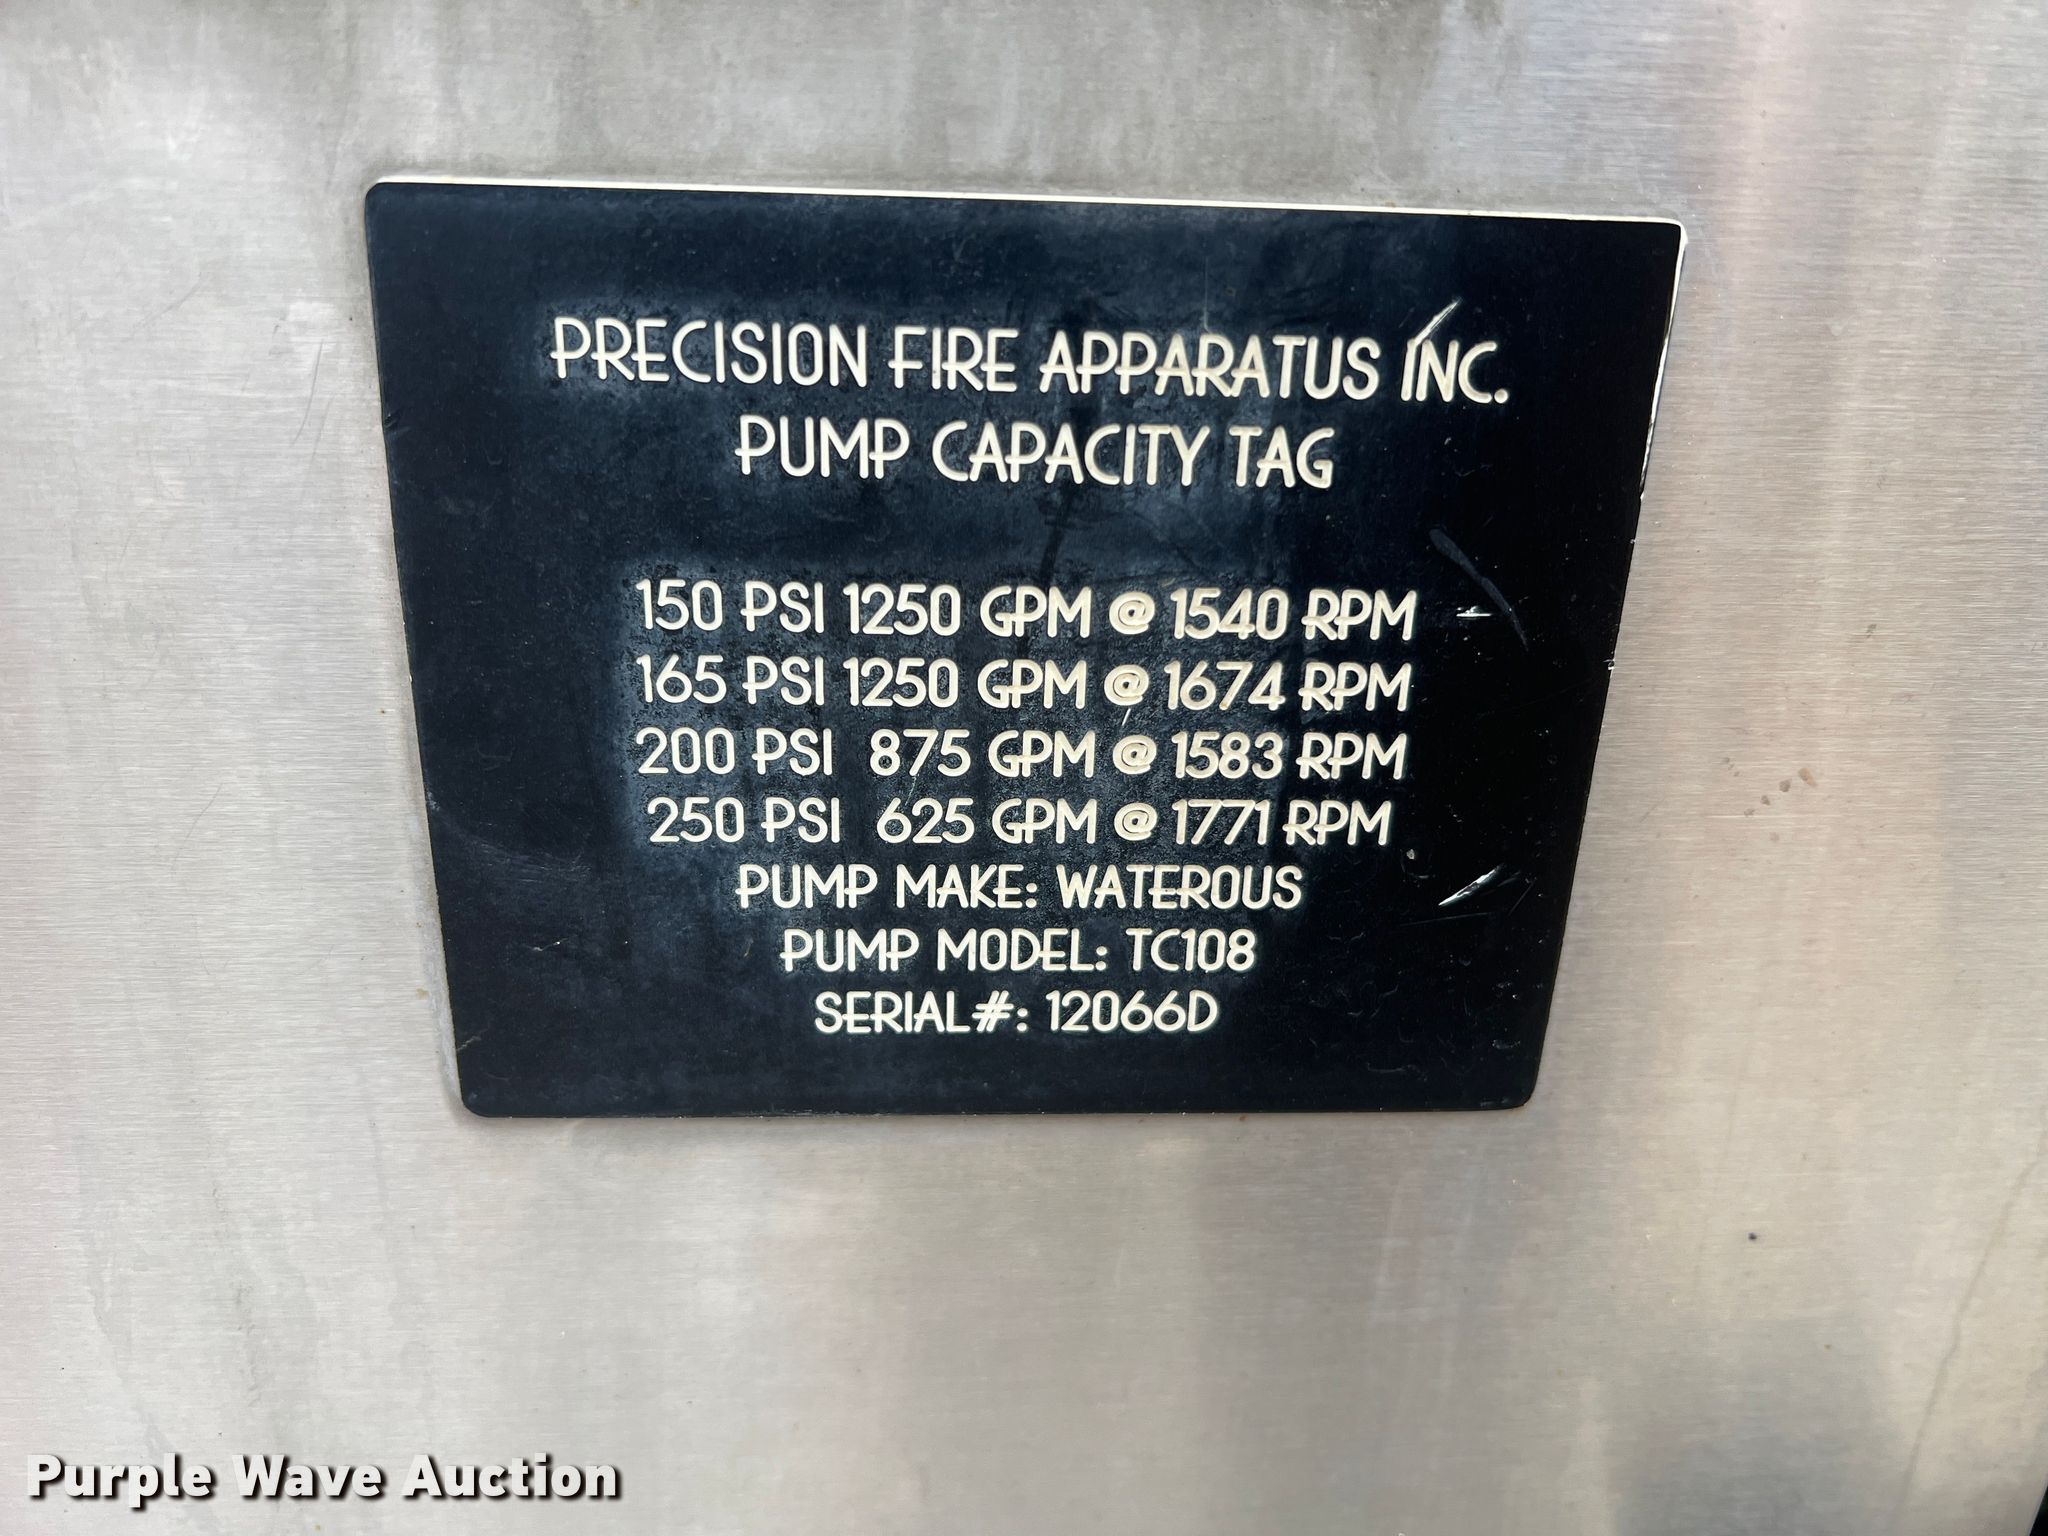 PRECISION FIRE APPARATUS INC.
PUMP CAPACITY TAG
150 PSI 1250 GPM @ 1540 RPM
165 PSI 1250 GPM @ 1674 RPM
200 PSI 875 GPM @ 1583 RPM
250 PSI 625 GPM @ 1771 RPM
PUMP MAKE: WATEROUS
PUMP MODEL: TC108
SERIAL#: 12066D
Purple Wave Auction